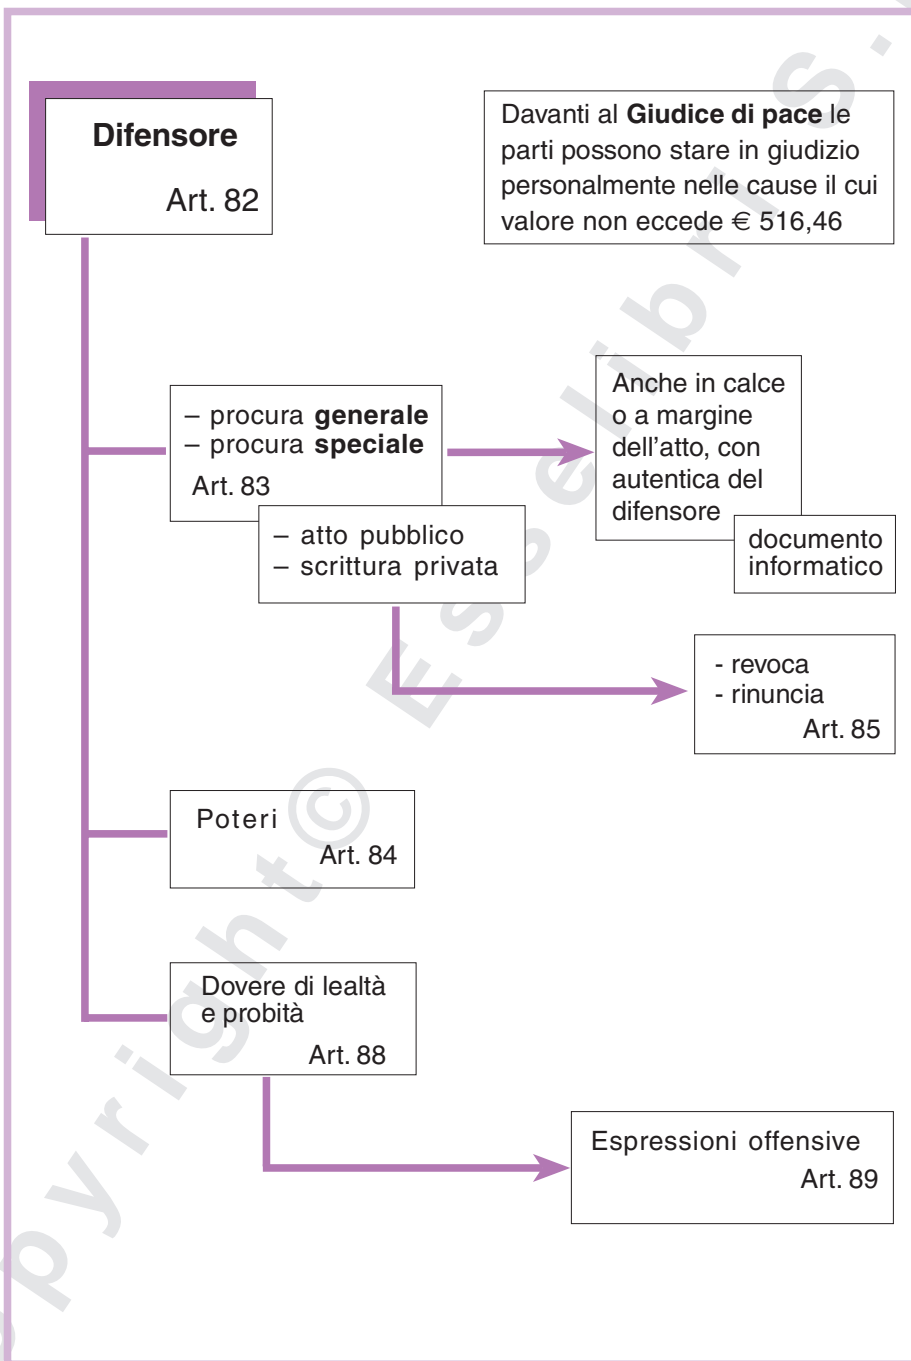 Difensore
Art. 82
Davanti al Giudice di pace le
parti possono stare in giudizio
personalmente nelle cause il cui
valore non eccede € 516,46
– procura generale
– procura speciale
Art. 83
– atto pubblico
– scrittura privata
Anche in calce
o a margine
dell'atto, con
autentica del
difensore
documento
informatico
- revoca
- rinuncia
Art. 85
Poteri
Art. 84
Dovere di lealtà
e probità
Art. 88
Espressioni offensive
Art. 89
opyright© Esselibri S.